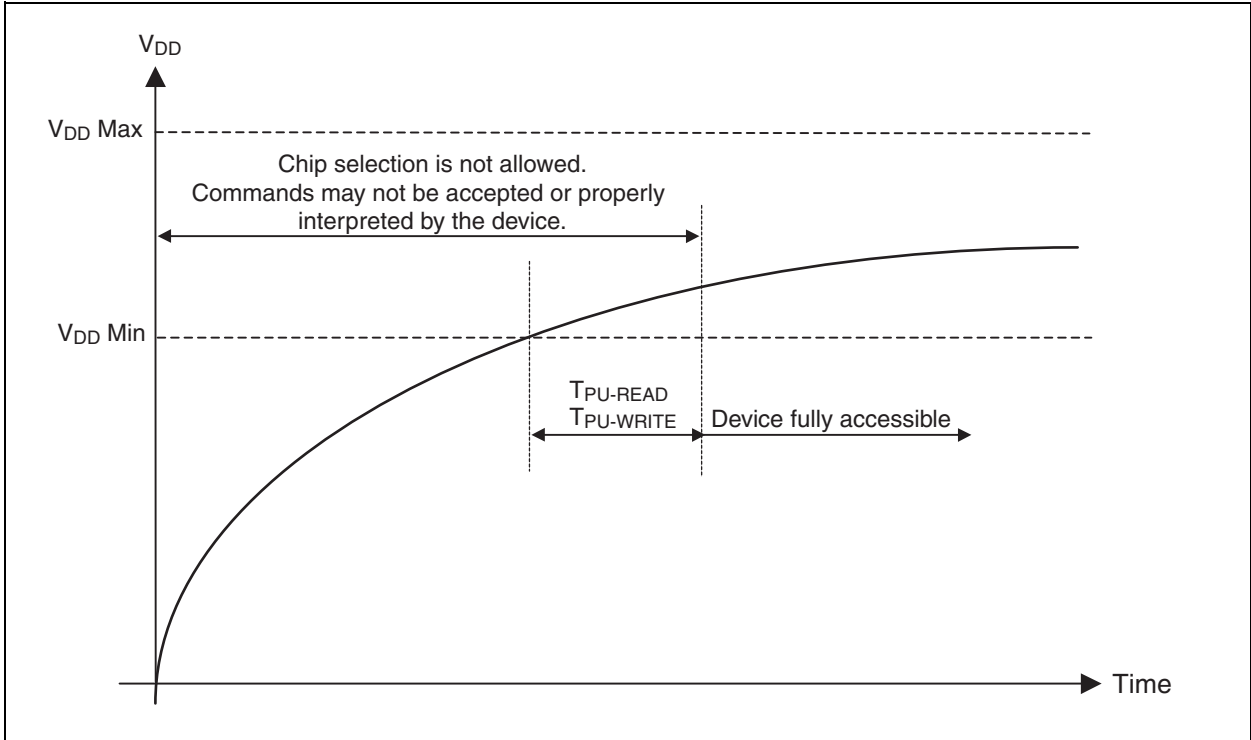 VDD
VDD Max
Chip selection is not allowed.
Commands may not be accepted or properly
interpreted by the device.
VDD Min
TPU-READ
TPU-WRITE
Device fully accessible
Time